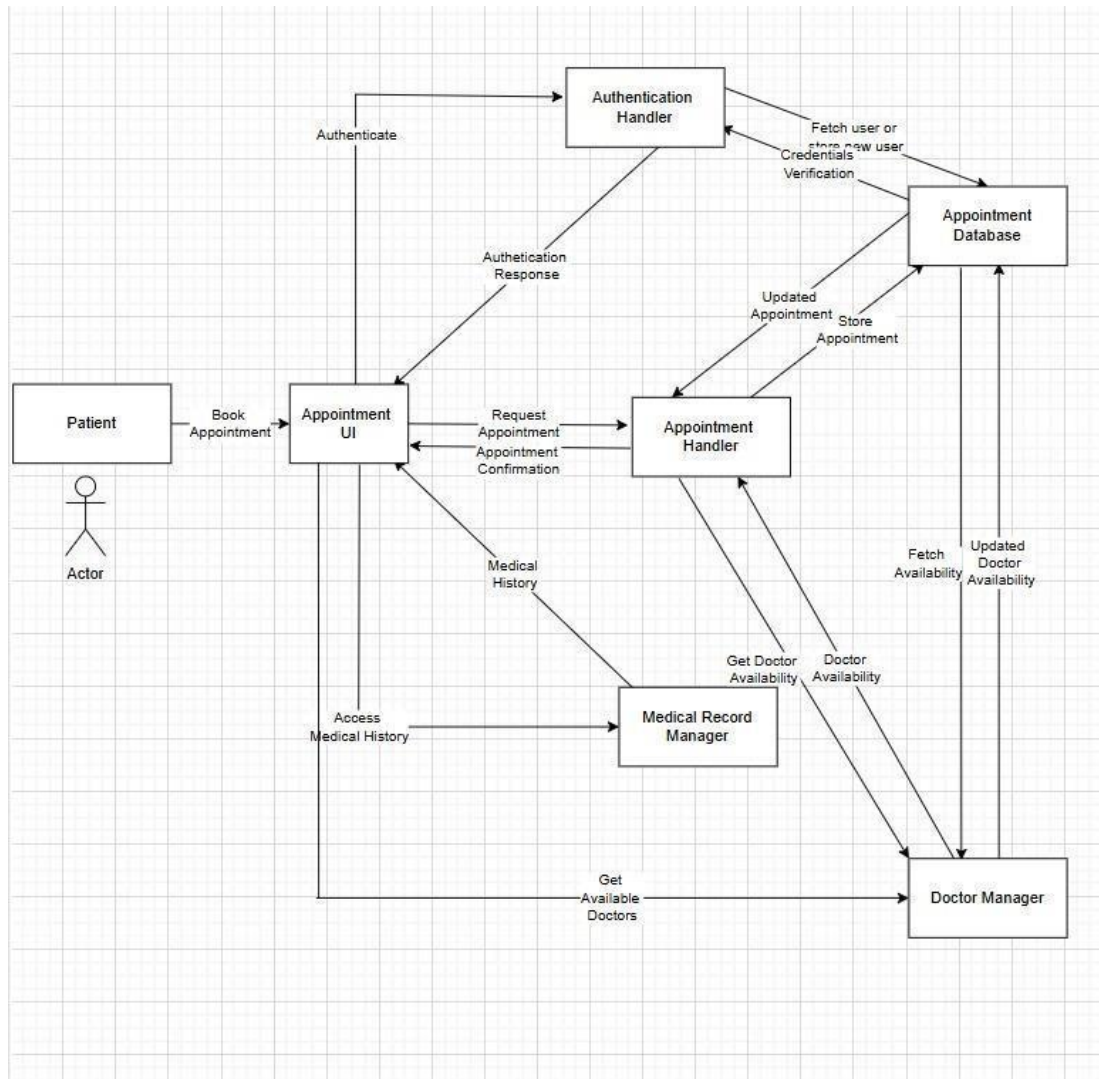 Authentication
Handler
Authenticate
Fetch user or
store new user
Credentials
Verification
Appointment
Database
Authetication
Response
Updated
Appointment
Store
Appointment
Patient
Book
Appointment
Appointment
UI
Request
Appointment
Appointment
Confirmation
Appointment
Handler
Actor
Medical
History
Fetch
Availability
Updated
Doctor
Availability
Get Doctor
Availability
Doctor
Availability
Access
Medical History
Medical Record
Manager
Get
Available
Doctors
Doctor Manager